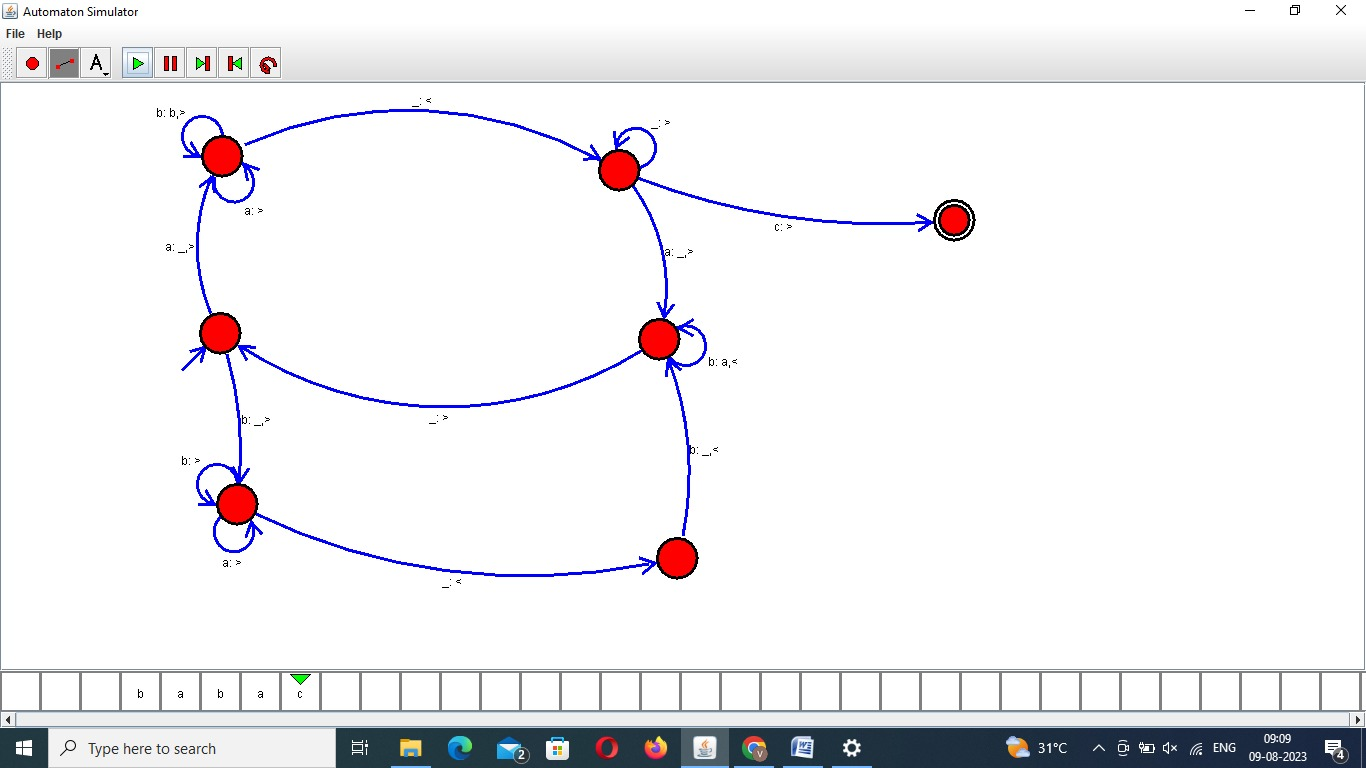 Automaton Simulator
File Help
A
_: <
b: b,>
_: >
a: >
c: >
a: _,>
a: _,>
b: a,<
_: >
b: _,>
b: _,<
b: >
a: >
_: <
b a b a c
Type here to search
2
V
W
31°C
ENG
09:09
09-08-2023
4